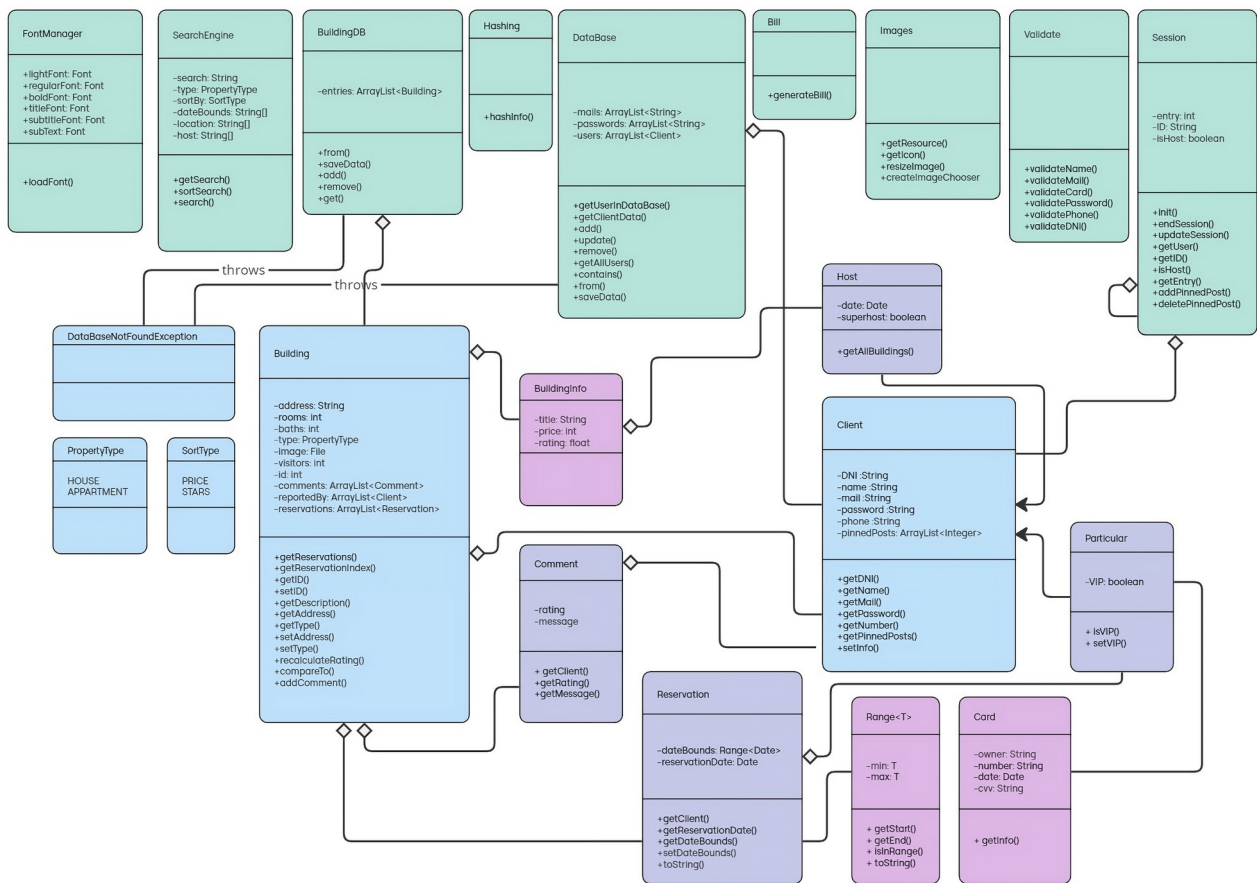 FontManager
+lightFont: Font
+regularFont: Font
+boldFont: Font
+titleFont: Font
+subtitleFont: Font
+subText: Font
+loadFont()
SearchEngine
-search: String
-type: PropertyType
-sortBy: SortType
-dateBounds: String[]
-location: String[]
-host: String[]
+getSearch()
+sortSearch()
+search()
BuildingDB
-entries: ArrayList<Building>
+from()
+saveData()
+add()
+remove()
+get()
Hashing
+hashInfo()
DataBase
-mails: ArrayList<String>
-passwords: ArrayList<String>
-users: ArrayList<Client>
+getUserInDataBase()
+getClientData()
+add()
+update()
+remove()
+getAllUsers()
+contains()
+from()
+saveData()
Bill
+generateBill()
Images
+getResource()
+getIcon()
+resizeImage()
+createImageChooser
Validate
+validateName()
+validateMail()
+validateCard()
+validatePassword()
+validatePhone()
+validateDNI()
Session
-entry: int
-ID: String
-isHost: boolean
+init()
+endSession()
+updateSession()
+getUser()
+getID()
+isHost()
+getEntry()
+addPinnedPost()
+deletePinnedPost()
throws
throws
DataBaseNotFoundException
PropertyType
HOUSE
APPARTMENT
SortType
PRICE
STARS
Building
-address: String
-rooms: int
-baths: int
-type: PropertyType
-image: File
-visitors: int
-id: int
-comments: ArrayList<Comment>
-reportedBy: ArrayList<Client>
-reservations: ArrayList<Reservation>
+getReservations()
+getReservationIndex()
+getID()
+setID()
+getDescription()
+getAddress()
+getType()
+setAddress()
+setType()
+recalculateRating()
+compareTo()
+addComment()
BuildingInfo
-title: String
-price: int
-rating: float
Host
-date: Date
-superhost: boolean
+getAllBuildings()
Client
-DNI :String
-name :String
-mail :String
-password :String
-phone :String
-pinnedPosts: ArrayList<Integer>
+getDNI()
+getName()
+getMail()
+getPassword()
+getNumber()
+getPinnedPosts()
+setInfo()
Comment
-rating
-message
+ getClient()
+getRating()
+getMessage()
Particular
-VIP: boolean
+ isVIP()
+ setVIP()
Reservation
-dateBounds: Range<Date>
-reservationDate: Date
+getClient()
+getReservationDate()
+getDateBounds()
+setDateBounds()
+toString()
Range<T>
-min: T
-max: T
+ getStart()
+ getEnd()
+ isInRange()
+ toString()
Card
-owner: String
-number: String
-date: Date
-cvv: String
+ getInfo()